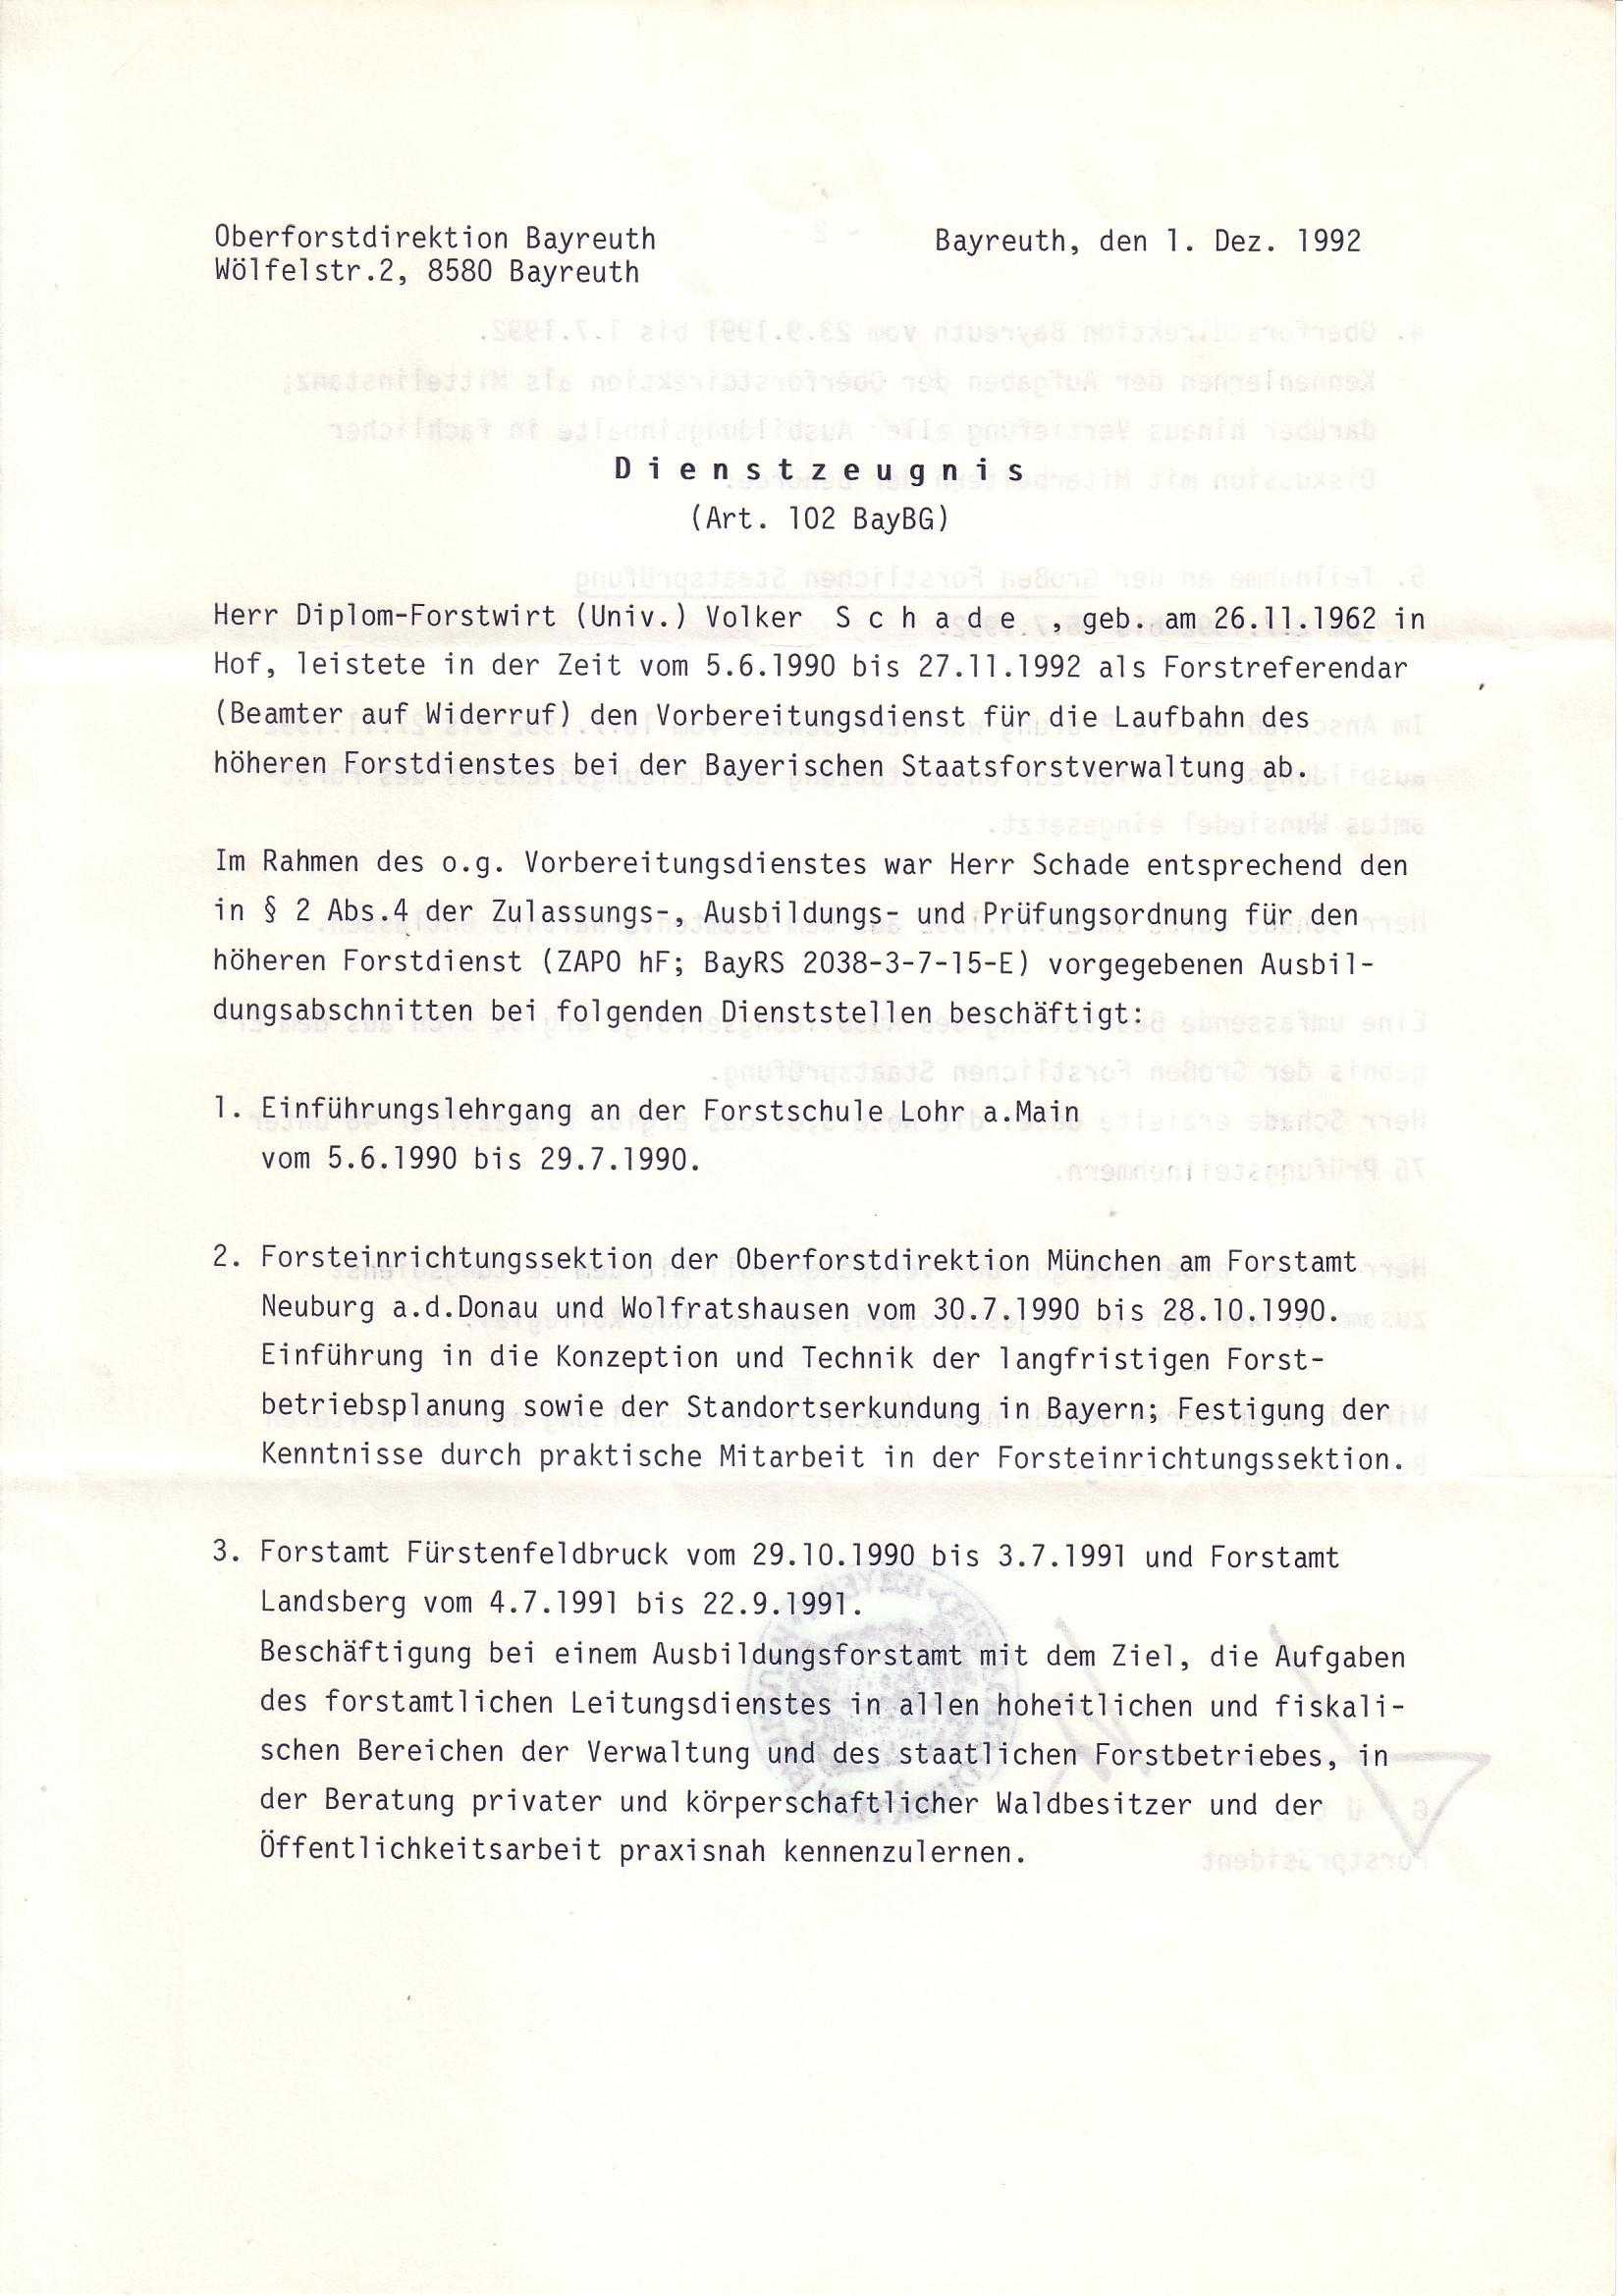 Oberforstdirektion Bayreuth
Wölfelstr.2, 8580 Bayreuth
Bayreuth, den 1. Dez. 1992
D i e n s t z e u g n i s
(Art. 102 BayBG)
Herr Diplom-Forstwirt (Univ.) Volker S c h a d e , geb. am 26.11.1962 in
Hof, leistete in der Zeit vom 5.6.1990 bis 27.11.1992 als Forstreferendar
(Beamter auf Widerruf) den Vorbereitungsdienst für die Laufbahn des
höheren Forstdienstes bei der Bayerischen Staatsforstverwaltung ab.
Im Rahmen des o.g. Vorbereitungsdienstes war Herr Schade entsprechend den
in § 2 Abs.4 der Zulassungs-, Ausbildungs- und Prüfungsordnung für den
höheren Forstdienst (ZAPO hF; BayRS 2038-3-7-15-E) vorgegebenen Ausbil-
dungsabschnitten bei folgenden Dienststellen beschäftigt:
1. Einführungslehrgang an der Forstschule Lohr a.Main
vom 5.6.1990 bis 29.7.1990.
2. Forsteinrichtungssektion der Oberforstdirektion München am Forstamt
Neuburg a.d.Donau und Wolfratshausen vom 30.7.1990 bis 28.10.1990.
Einführung in die Konzeption und Technik der langfristigen Forst-
betriebsplanung sowie der Standortserkundung in Bayern; Festigung der
Kenntnisse durch praktische Mitarbeit in der Forsteinrichtungssektion.
3. Forstamt Fürstenfeldbruck vom 29.10.1990 bis 3.7.1991 und Forstamt
Landsberg vom 4.7.1991 bis 22.9.1991.
Beschäftigung bei einem Ausbildungsforstamt mit dem Ziel, die Aufgaben
des forstamtlichen Leitungsdienstes in allen hoheitlichen und fiskali-
schen Bereichen der Verwaltung und des staatlichen Forstbetriebes, in
der Beratung privater und körperschaftlicher Waldbesitzer und der
Öffentlichkeitsarbeit praxisnah kennenzulernen.